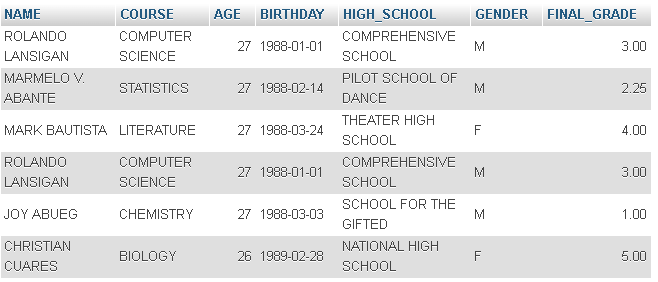 NAME COURSE AGE BIRTHDAY HIGH_SCHOOL GENDER FINAL_GRADE
ROLANDO LANSIGAN COMPUTER SCIENCE 27 1988-01-01 COMPREHENSIVE SCHOOL M 3.00
MARMELO V. ABANTE STATISTICS 27 1988-02-14 PILOT SCHOOL OF DANCE M 2.25
MARK BAUTISTA LITERATURE 27 1988-03-24 THEATER HIGH SCHOOL F 4.00
ROLANDO LANSIGAN COMPUTER SCIENCE 27 1988-01-01 COMPREHENSIVE SCHOOL M 3.00
JOY ABUEG CHEMISTRY 27 1988-03-03 SCHOOL FOR THE GIFTED M 1.00
CHRISTIAN CUARES BIOLOGY 26 1989-02-28 NATIONAL HIGH SCHOOL F 5.00